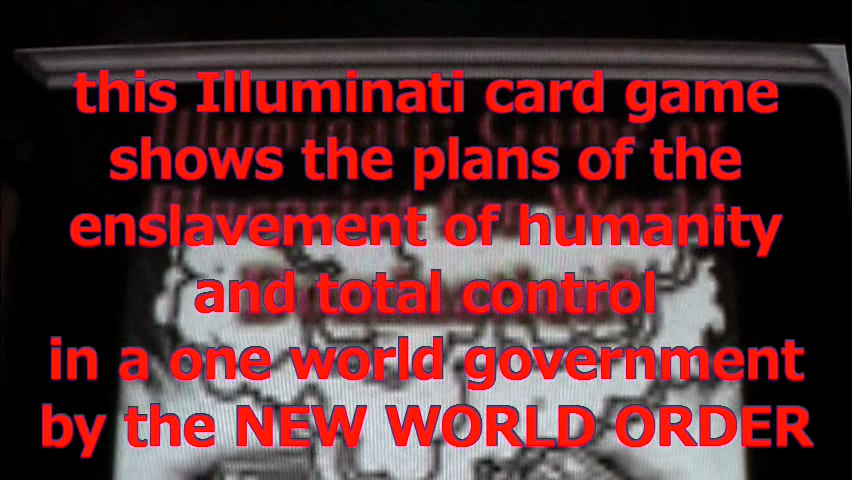 this Illuminati card game
shows the plans of the
enslavement of humanity
and total control
in a one world government
by the NEW WORLD ORDER